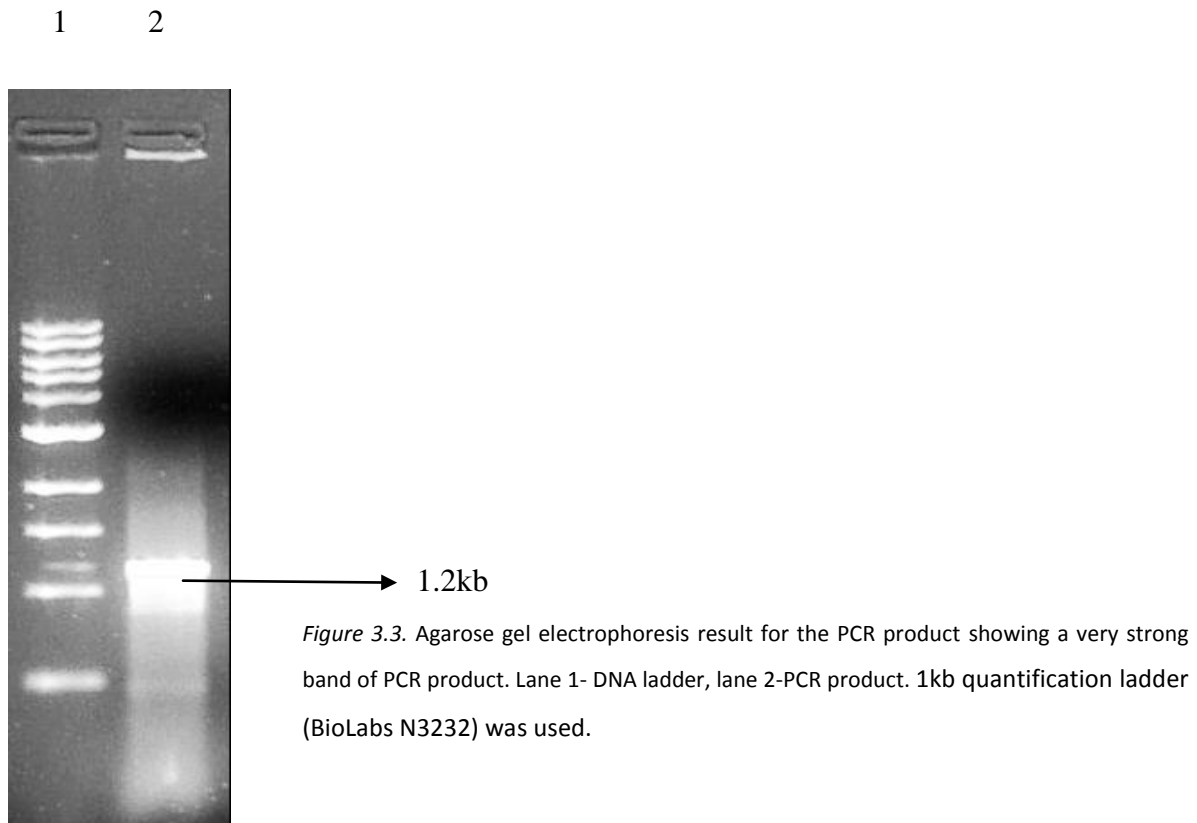 1 2
1.2kb
Figure 3.3. Agarose gel electrophoresis result for the PCR product showing a very strong
band of PCR product. Lane 1- DNA ladder, lane 2-PCR product. 1kb quantification ladder
(BioLabs N3232) was used.